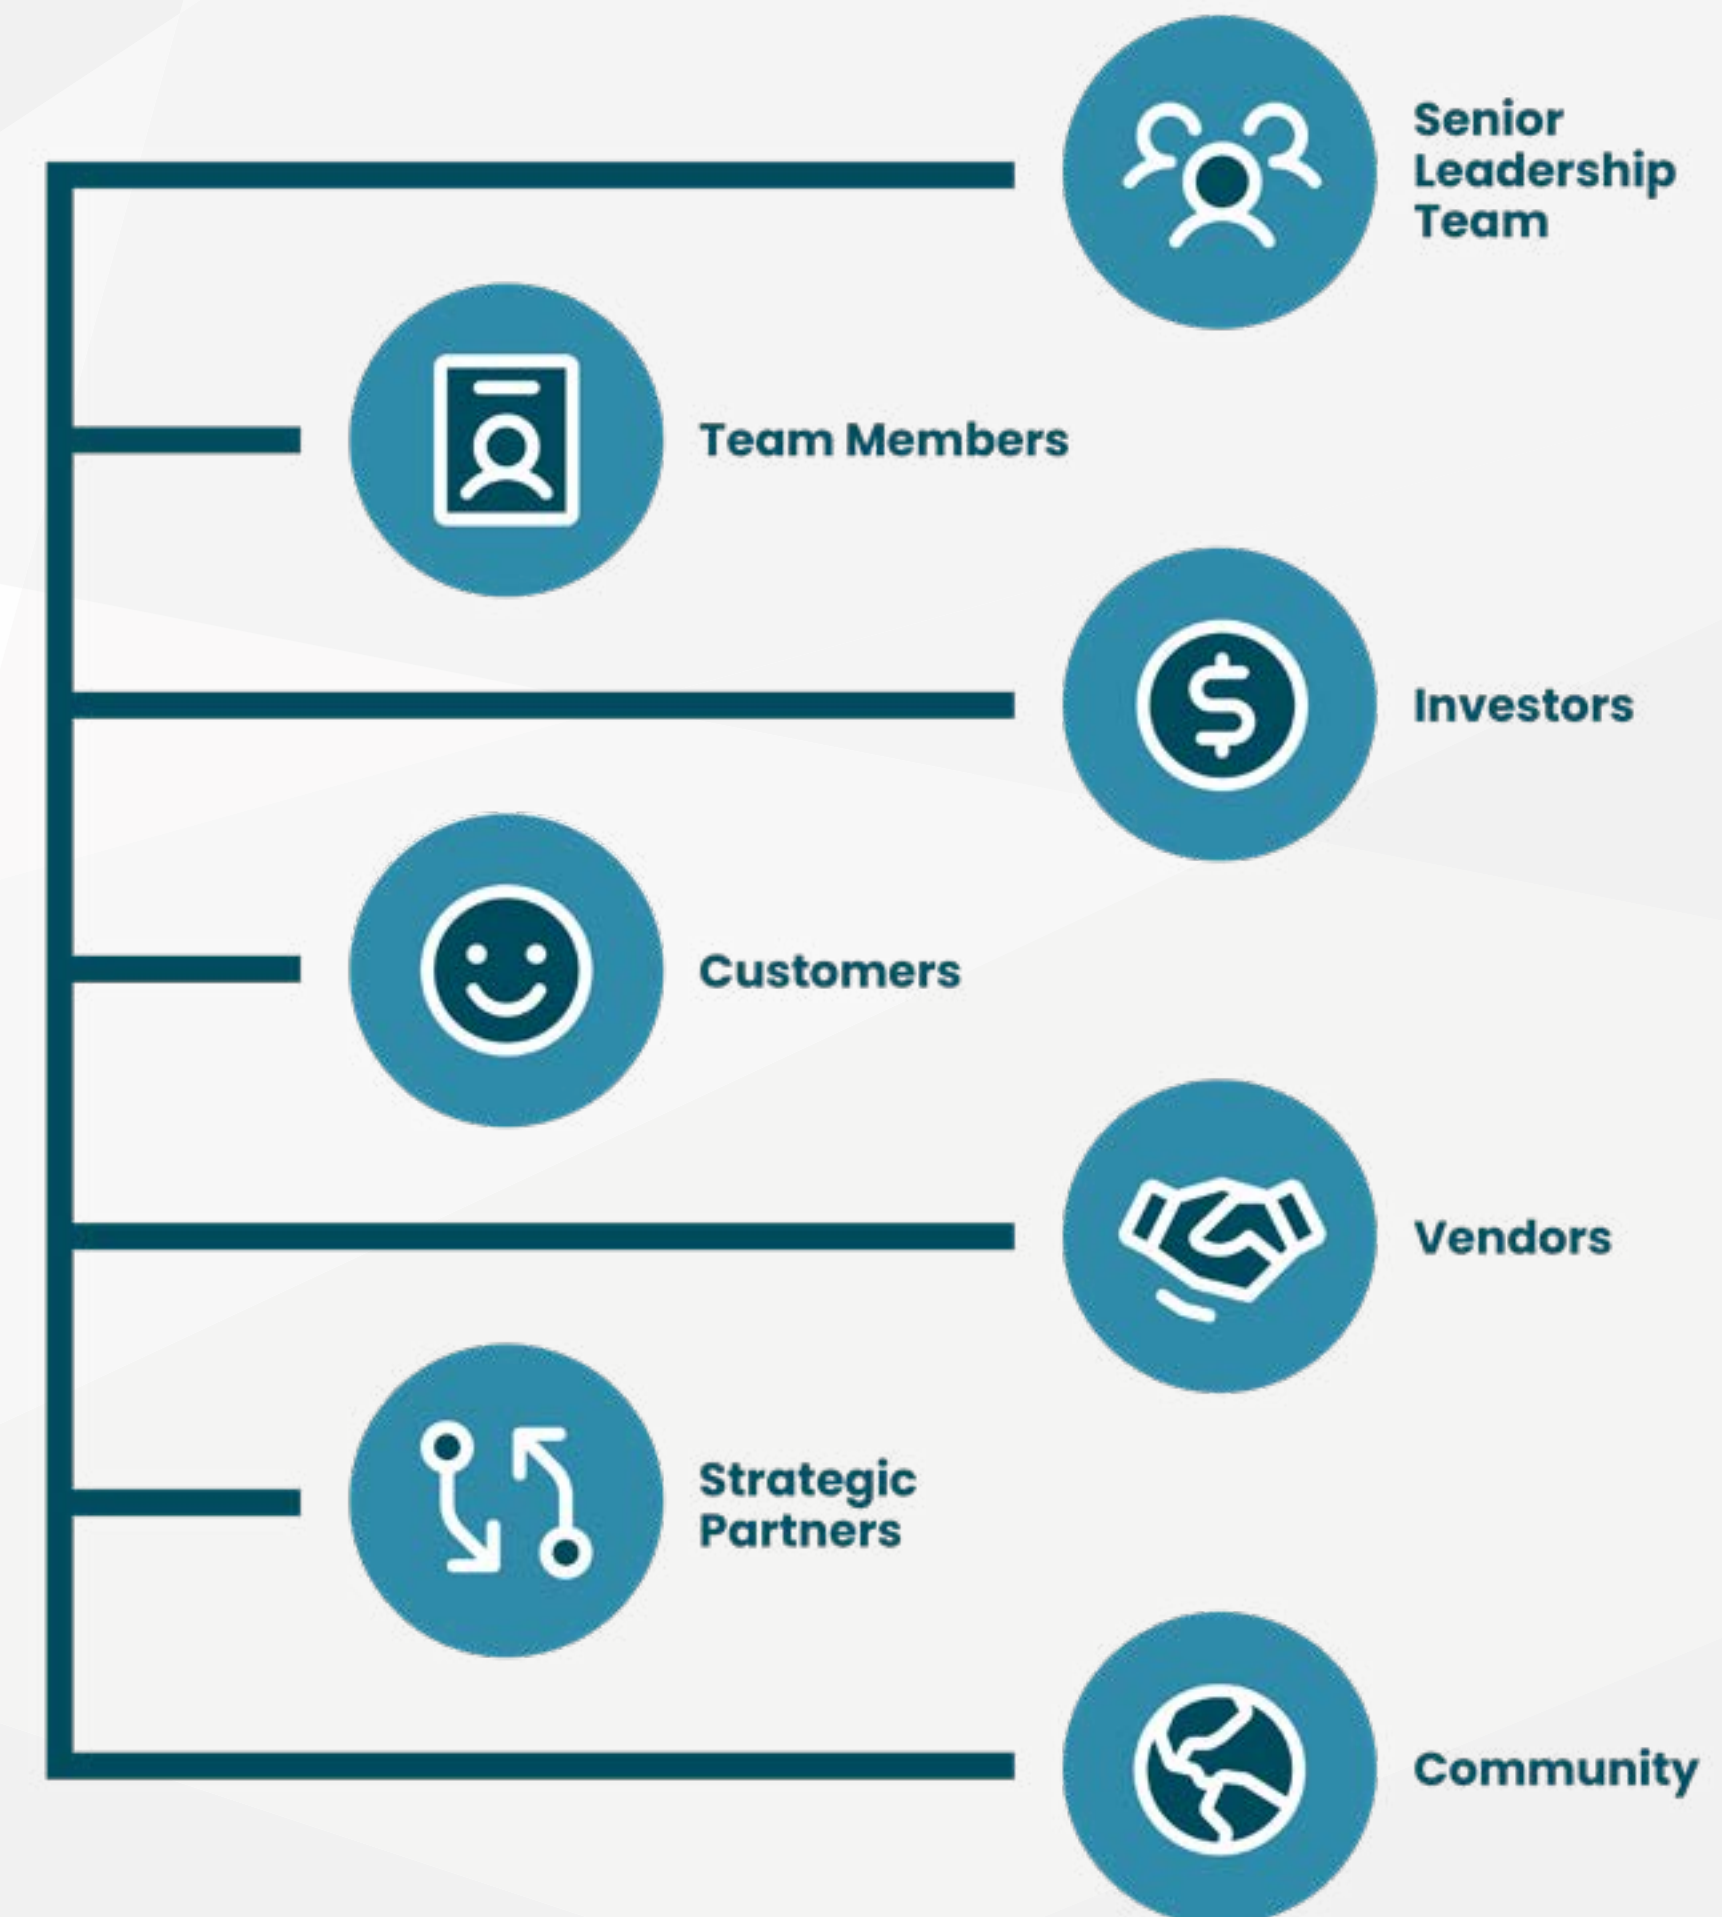 Senior
Leadership
Team
Team Members
Investors
Customers
Vendors
Strategic
Partners
Community